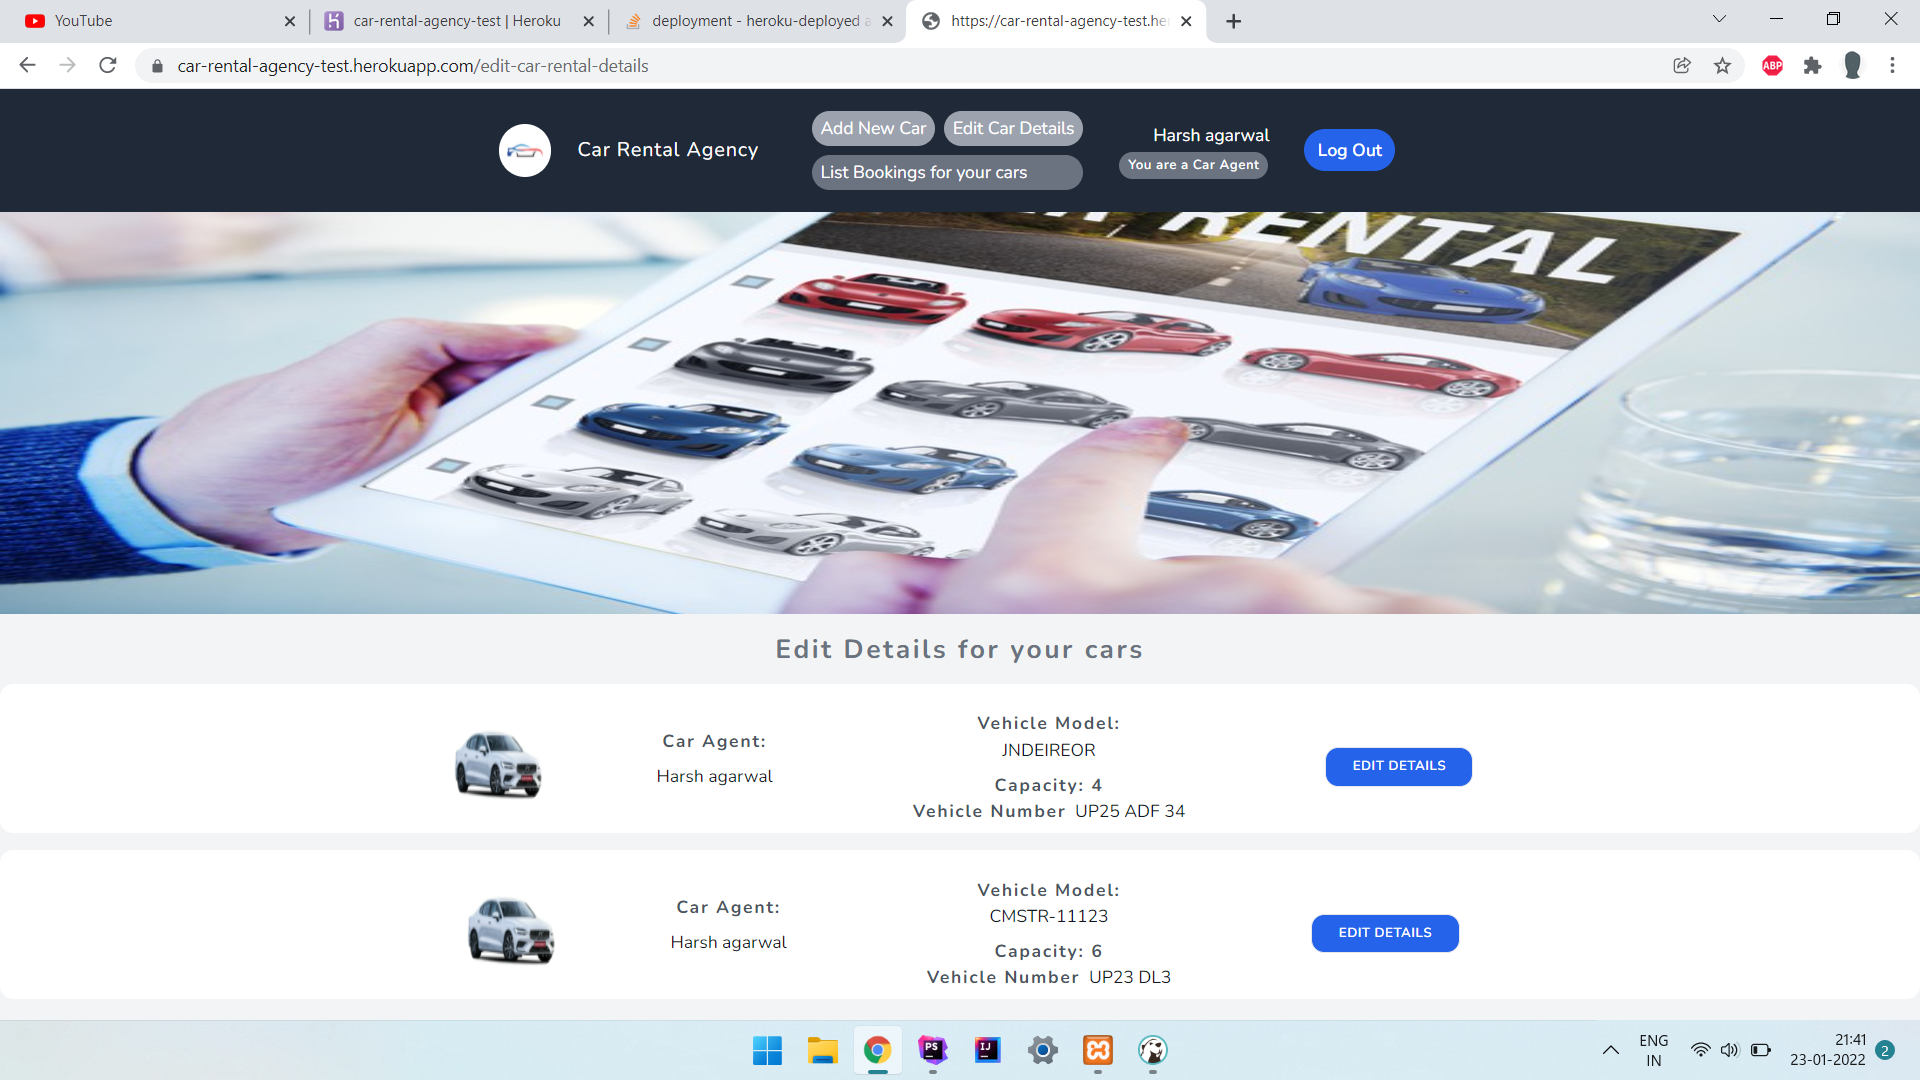 YouTube
car-rental-agency-test | Heroku
deployment - heroku-deployed a
https://car-rental-agency-test.he
car-rental-agency-test.herokuapp.com/edit-car-rental-details
ABP
Car Rental Agency
Add New Car
Edit Car Details
List Bookings for your cars
Harsh agarwal
You are a Car Agent
Log Out
RENTAL
Edit Details for your cars
Car Agent:
Harsh agarwal
Vehicle Model:
JNDEIREOR
Capacity: 4
Vehicle Number UP25 ADF 34
EDIT DETAILS
Car Agent:
Harsh agarwal
Vehicle Model:
CMSTR-11123
Capacity: 6
Vehicle Number UP23 DL3
EDIT DETAILS
PS
IJ
ENG
IN
21:41
23-01-2022
2